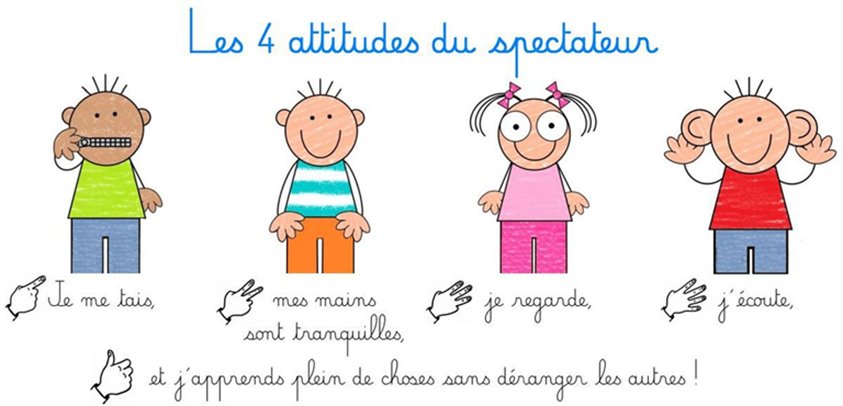 Les 4 attitudes du spectateur
Je me tais,
mes mains
sont tranquilles,
je regarde,
j'écoute,
et j'apprends plein de choses sans déranger les autres !